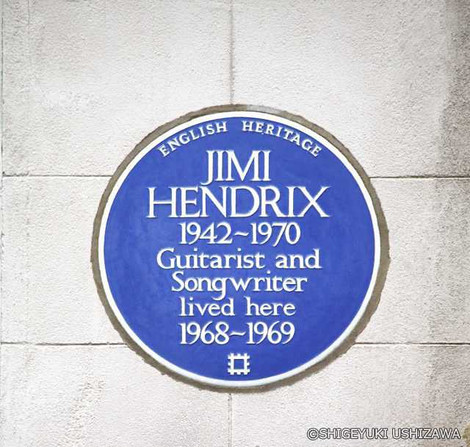 ENGLISH HERITAGE
JIMI
HENDRIX
1942~1970
Guitarist and
Songwriter
lived here
1968~1969
©SHIGEYUKI USHIZAWA